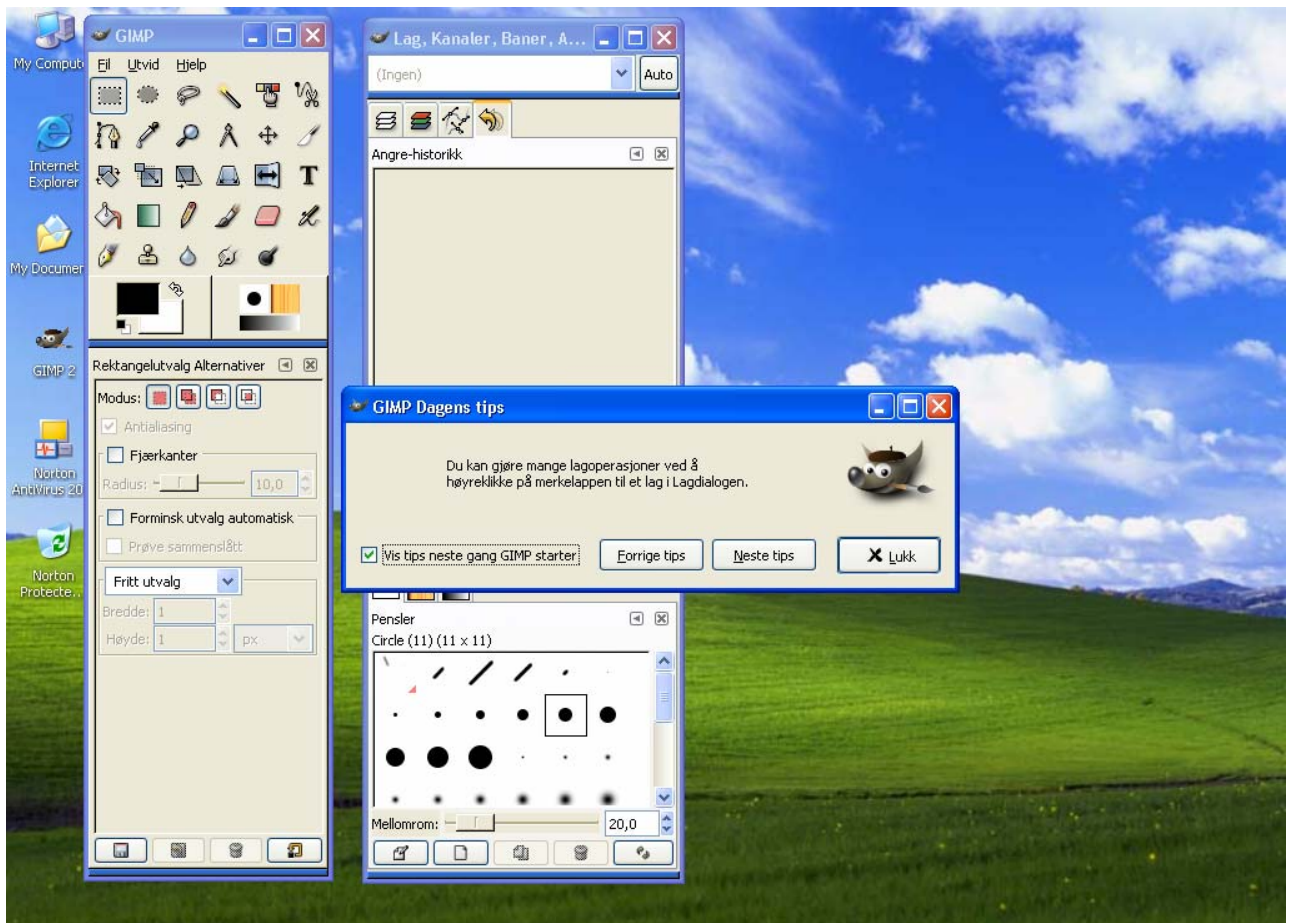 My Comput
Internet
Explorer
My Documen
GIMP 2
Norton
AntiVirus 20
Norton
Protecte...
GIMP
Fil Utvid Hjelp
T
Rektangelutvalg Alternativer
Modus:
Antialiasing
Fjærkanter
Radius: 10,0
Forminsk utvalg automatisk
Prøve sammenslått
Fritt utvalg
Bredde: 1
Høyde: 1 px
Lag, Kanaler, Baner, A...
(Ingen) Auto
Angre-historikk
GIMP Dagens tips
Du kan gjøre mange lagoperasjoner ved å
høyreklikke på merkelappen til et lag i Lagdialogen.
Vis tips neste gang GIMP starter Forrige tips Neste tips Lukk
Pensler
Circle (11) (11 x 11)
Mellomrom: 20,0